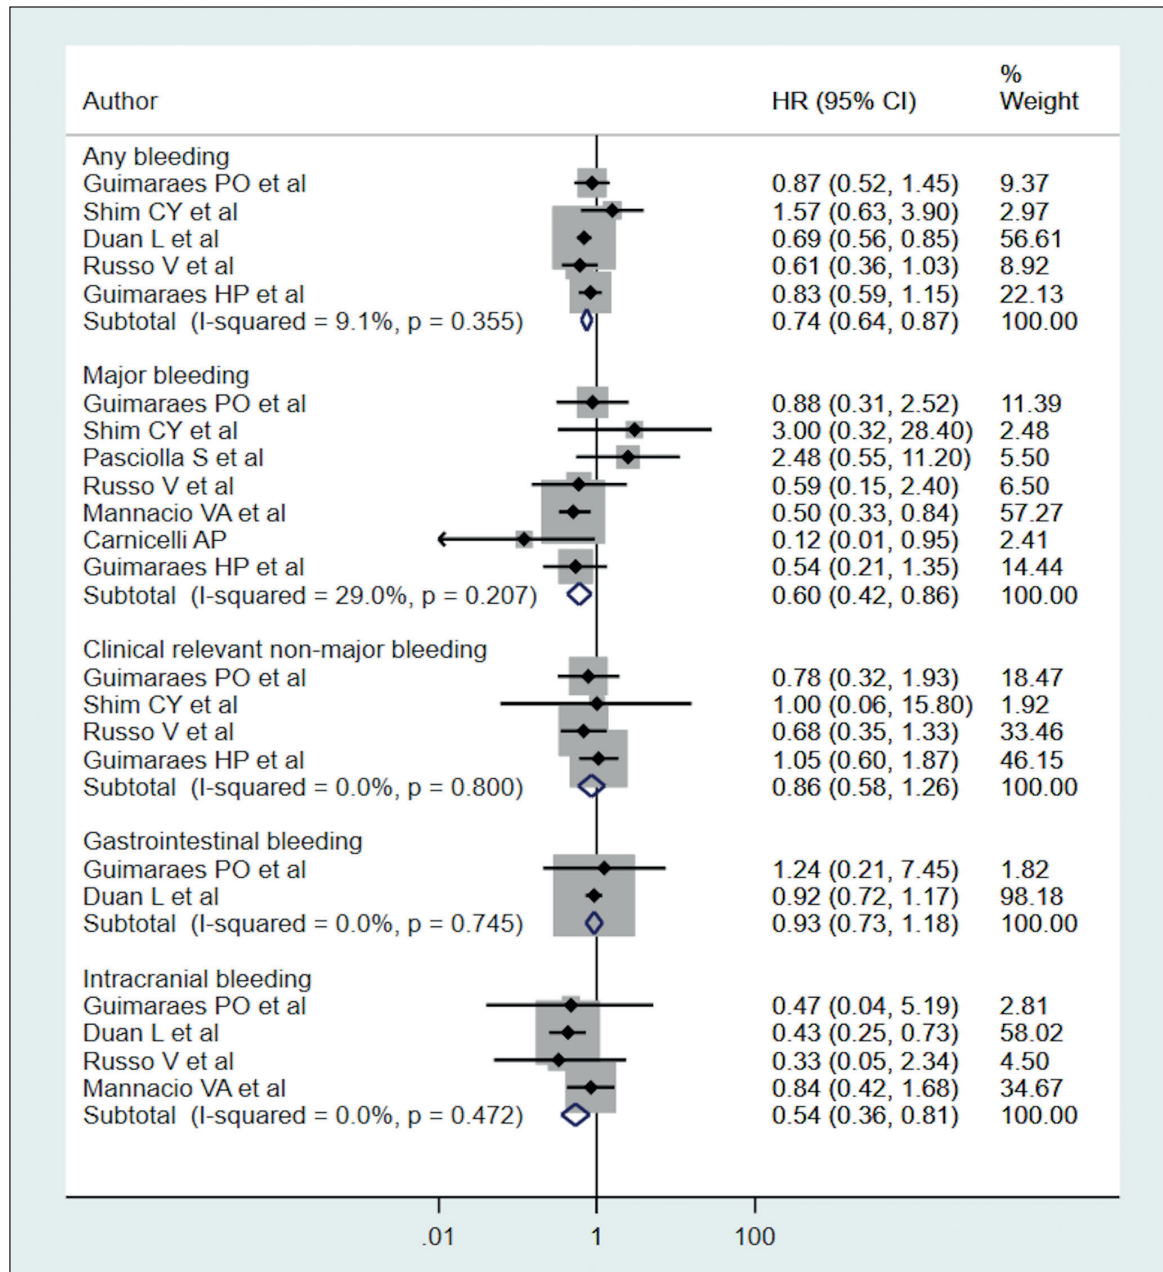 %
Author HR (95% CI) Weight
Any bleeding
Guimaraes PO et al 0.87 (0.52, 1.45) 9.37
Shim CY et al 1.57 (0.63, 3.90) 2.97
Duan L et al 0.69 (0.56, 0.85) 56.61
Russo V et al 0.61 (0.36, 1.03) 8.92
Guimaraes HP et al 0.83 (0.59, 1.15) 22.13
Subtotal (I-squared = 9.1%, p = 0.355) 0.74 (0.64, 0.87) 100.00
Major bleeding
Guimaraes PO et al 0.88 (0.31, 2.52) 11.39
Shim CY et al 3.00 (0.32, 28.40) 2.48
Pasciolla S et al 2.48 (0.55, 11.20) 5.50
Russo V et al 0.59 (0.15, 2.40) 6.50
Mannacio VA et al 0.50 (0.33, 0.84) 57.27
Carnicelli AP 0.12 (0.01, 0.95) 2.41
Guimaraes HP et al 0.54 (0.21, 1.35) 14.44
Subtotal (I-squared = 29.0%, p = 0.207) 0.60 (0.42, 0.86) 100.00
Clinical relevant non-major bleeding
Guimaraes PO et al 0.78 (0.32, 1.93) 18.47
Shim CY et al 1.00 (0.06, 15.80) 1.92
Russo V et al 0.68 (0.35, 1.33) 33.46
Guimaraes HP et al 1.05 (0.60, 1.87) 46.15
Subtotal (I-squared = 0.0%, p = 0.800) 0.86 (0.58, 1.26) 100.00
Gastrointestinal bleeding
Guimaraes PO et al 1.24 (0.21, 7.45) 1.82
Duan L et al 0.92 (0.72, 1.17) 98.18
Subtotal (I-squared = 0.0%, p = 0.745) 0.93 (0.73, 1.18) 100.00
Intracranial bleeding
Guimaraes PO et al 0.47 (0.04, 5.19) 2.81
Duan L et al 0.43 (0.25, 0.73) 58.02
Russo V et al 0.33 (0.05, 2.34) 4.50
Mannacio VA et al 0.84 (0.42, 1.68) 34.67
Subtotal (I-squared = 0.0%, p = 0.472) 0.54 (0.36, 0.81) 100.00
.01 1 100